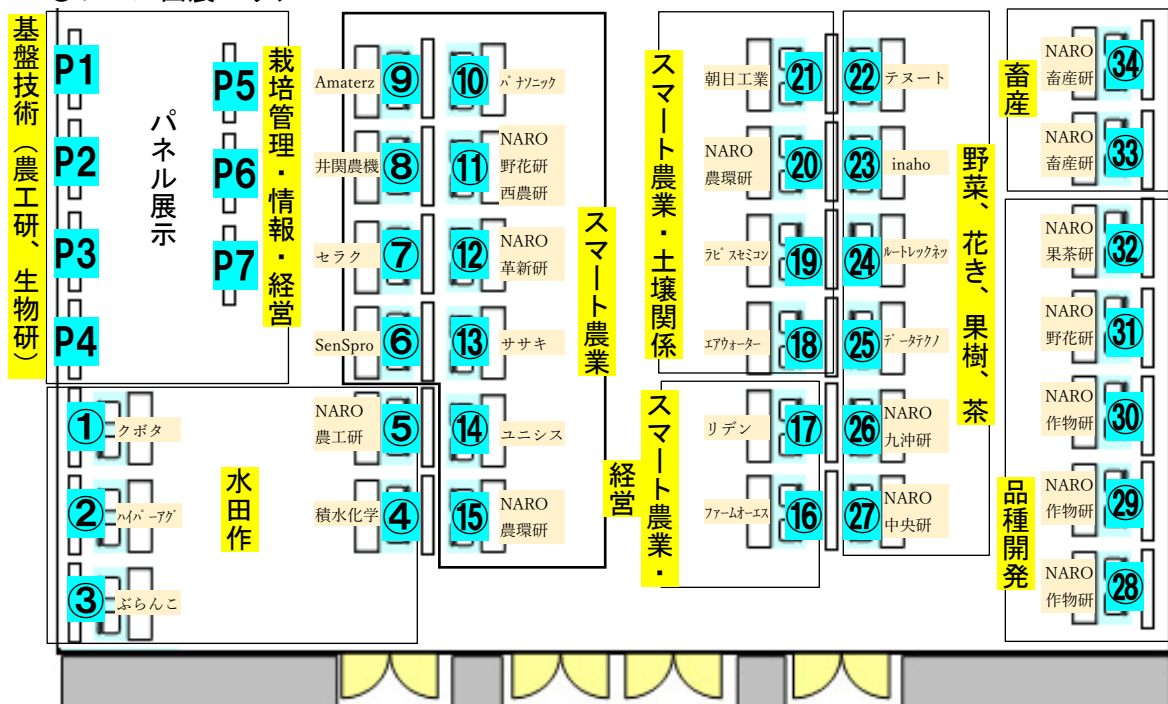 基盤技術（農工研、生物研）
P1
P2
P3
P4
パネル展示
P5
P6
P7
栽培管理・情報・経営
①
クボタ
②
ハイパーアグ
③
ぶらんこ
水田作
NARO
農工研
⑤
積水化学
④
Amaterz
⑨
井関農機
⑧
セラク
⑦
SenSpro
⑥
⑩
パナソニック
⑪
NARO
野花研
西農研
⑫
NARO
革新研
⑬
ササキ
⑭
ユニシス
⑮
NARO
農環研
スマート農業
スマート農業・土壌関係
朝日工業
㉑
NARO
農環研
⑳
ラピスセミコン
⑲
エアウォーター
⑱
スマート農業・
経営
リデン
⑰
ファームオーエス
⑯
㉒
テヌート
㉓
inaho
㉔
ルートレックネッ
㉕
データテクノ
㉖
NARO
九沖研
㉗
NARO
中央研
野菜、花き、果樹、茶
畜産
NARO
畜産研
㉞
NARO
畜産研
㉝
品種開発
NARO
果茶研
㉜
NARO
野花研
㉛
NARO
作物研
㉚
NARO
作物研
㉙
NARO
作物研
㉘